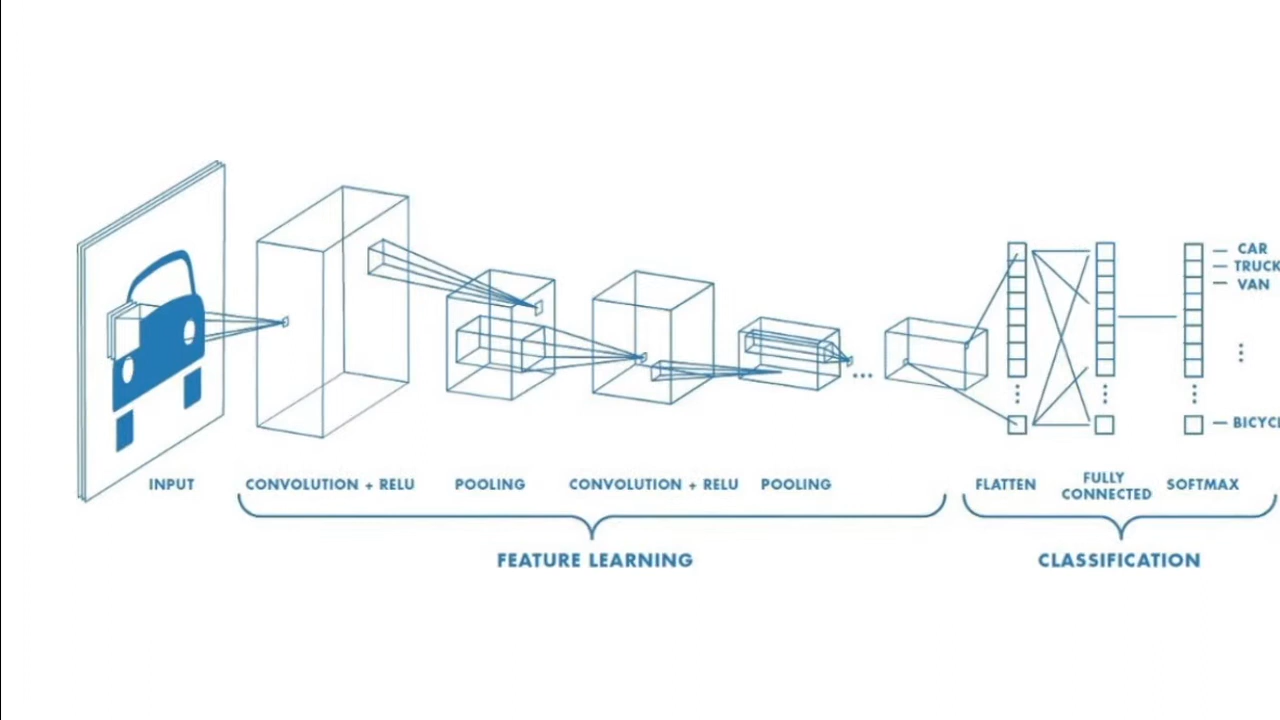 CAR
TRUCK
VAN
INPUT
CONVOLUTION + RELU
POOLING
CONVOLUTION + RELU
POOLING
FLATTEN
FULLY
CONNECTED
SOFTMAX
FEATURE LEARNING
CLASSIFICATION